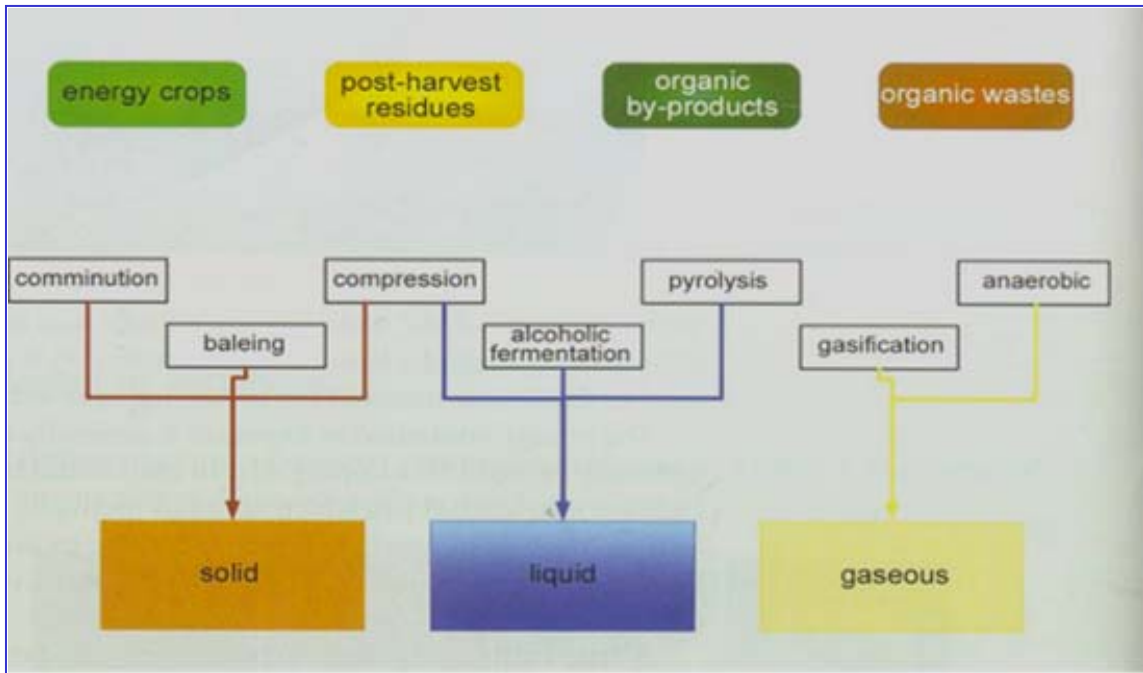 energy crops
post-harvest
residues
organic
by-products
organic wastes
comminution
compression
pyrolysis
anaerobic
baleing
alcoholic
fermentation
gasification
solid
liquid
gaseous